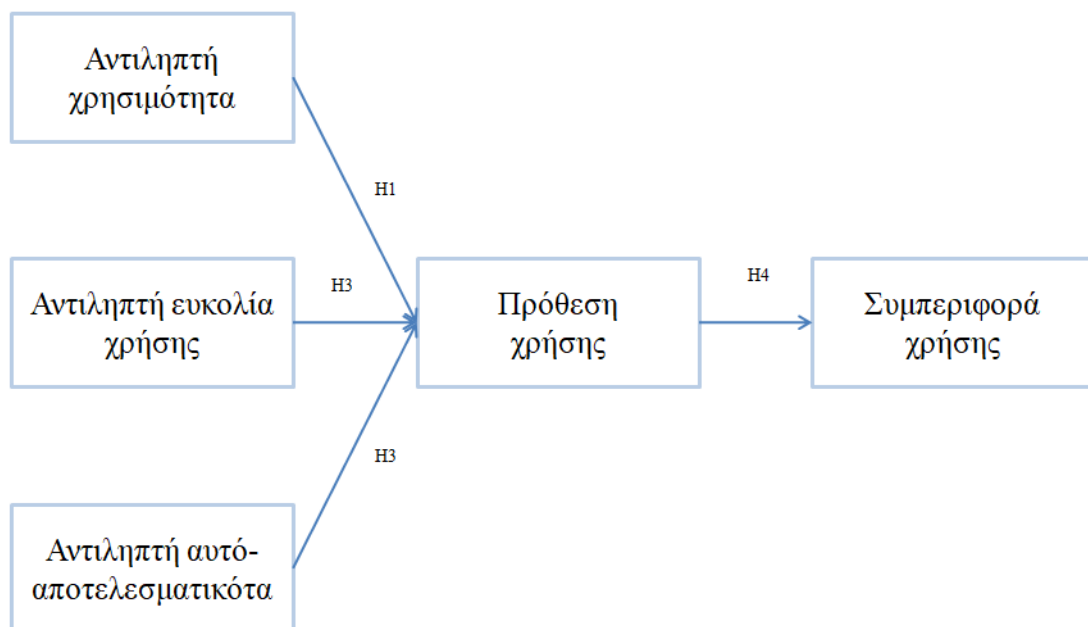 Αντιληπτή
χρησιμότητα
H1
Αντιληπτή ευκολία
χρήσης
H3
Πρόθεση
χρήσης
H4
Συμπεριφορά
χρήσης
H3
Αντιληπτή αυτό-
αποτελεσματικότα